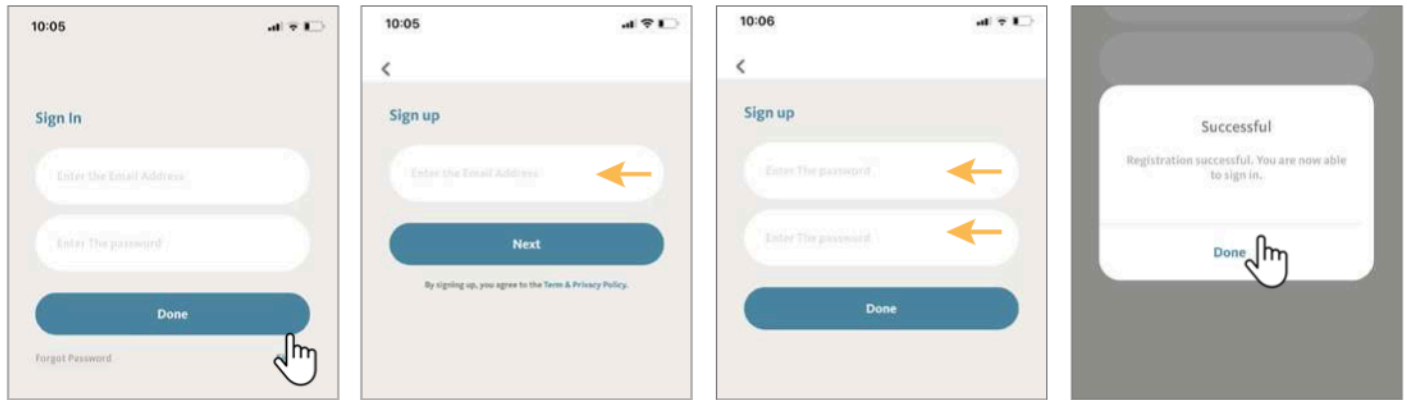 10:05
Sign In
Enter the Email Address
Enter The password
Done
Forgot Password
10:05
Sign up
Enter the Email Address
Next
By signing up, you agree to the Term & Privacy Policy.
10:06
Sign up
Enter The password
Enter The password
Done
Successful
Registration successful. You are now able
to sign in.
Done